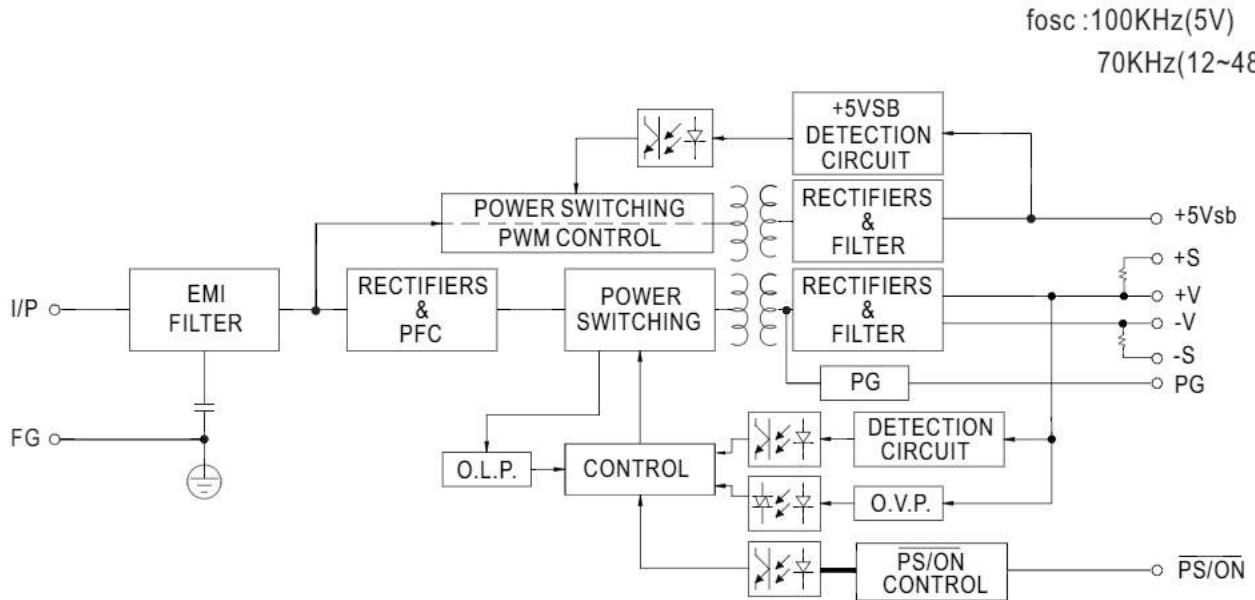 fosc :100KHz(5V)
70KHz(12~48
+5VSB
DETECTION
CIRCUIT
POWER SWITCHING
PWM CONTROL
RECTIFIERS
&
FILTER
+5Vsb
+S
I/P
EMI
FILTER
RECTIFIERS
&
PFC
POWER
SWITCHING
RECTIFIERS
&
FILTER
+V
-V
-S
PG
PG
FG
O.L.P.
CONTROL
DETECTION
CIRCUIT
O.V.P.
PS/ON
CONTROL
PS/ON